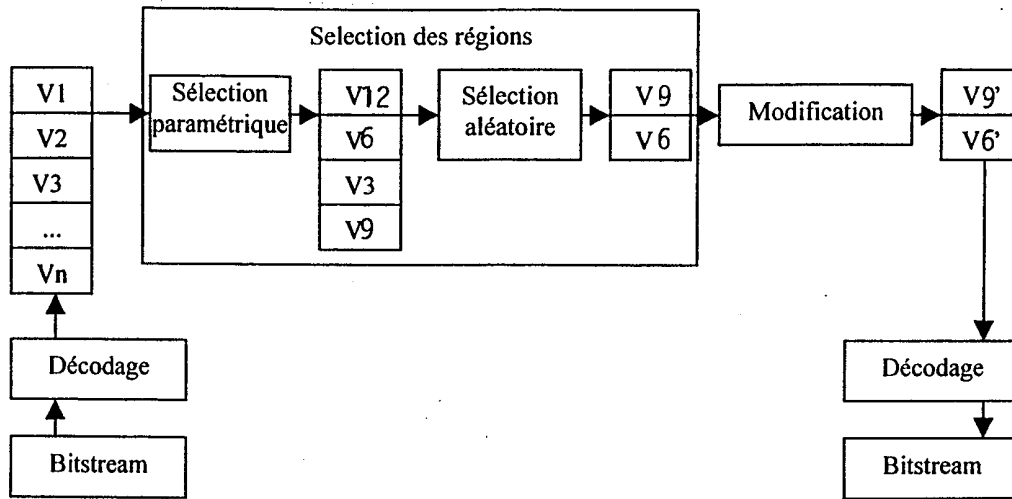 Selection des régions
V1
V2
V3
...
Vn
Sélection
paramétrique
V12
V6
V3
V9
Sélection
aléatoire
V9
V6
Modification
V9'
V6'
Décodage
Bitstream
Décodage
Bitstream